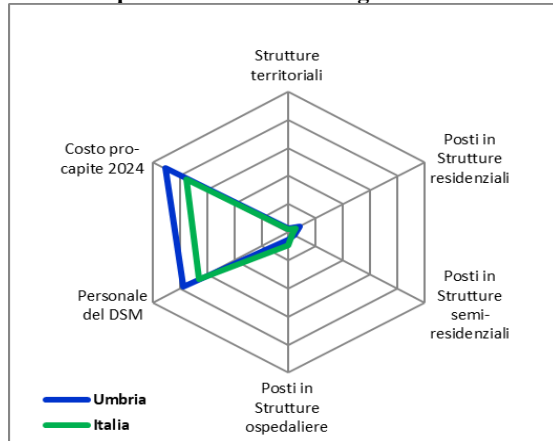 Strutture
territoriali
Costo pro-
capite 2024
Posti in
Strutture
residenziali
Personale
del DSM
Posti in
Strutture
semi-
residenziali
Posti in
Strutture
ospedaliere
Umbria
Italia